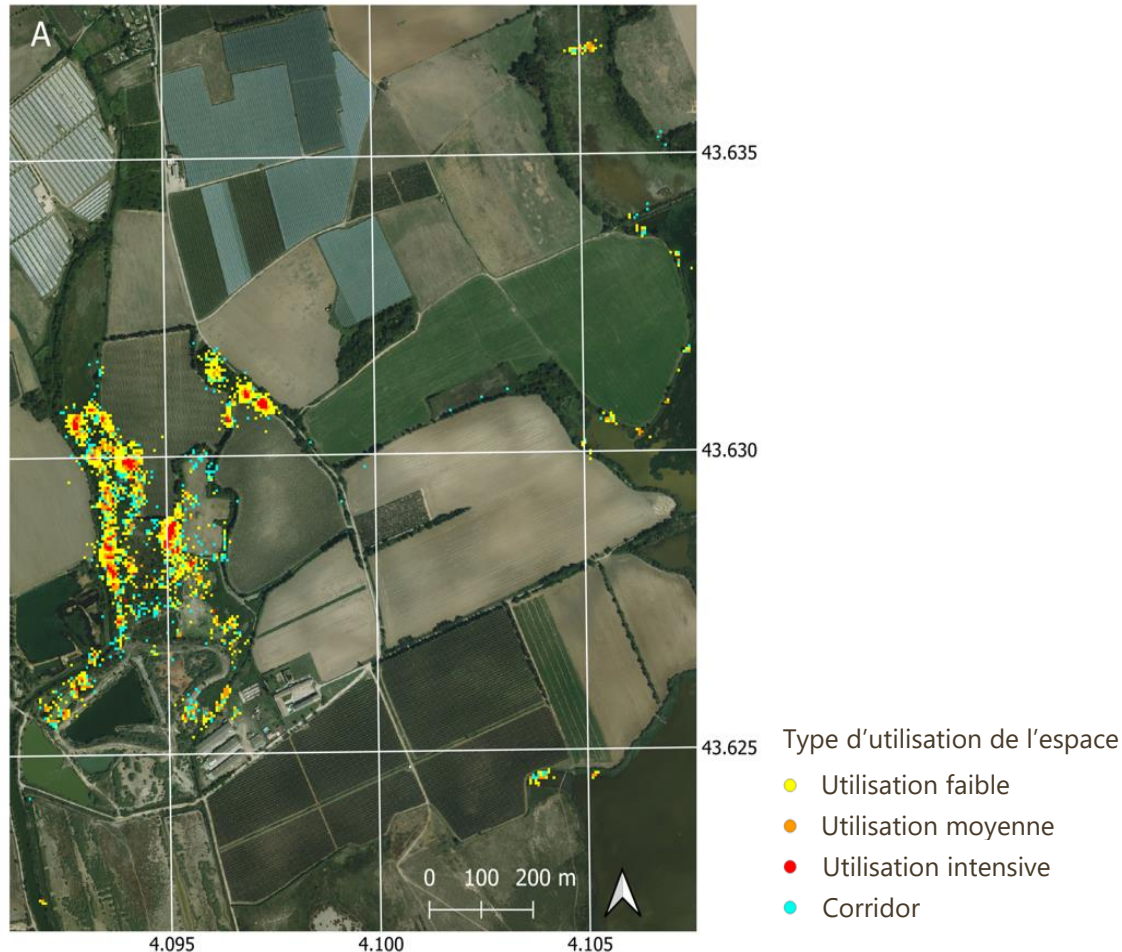 A
43.635
43.630
43.625
Type d'utilisation de l'espace
Utilisation faible
Utilisation moyenne
Utilisation intensive
Corridor
0 100 200 m
4.095 4.100 4.105